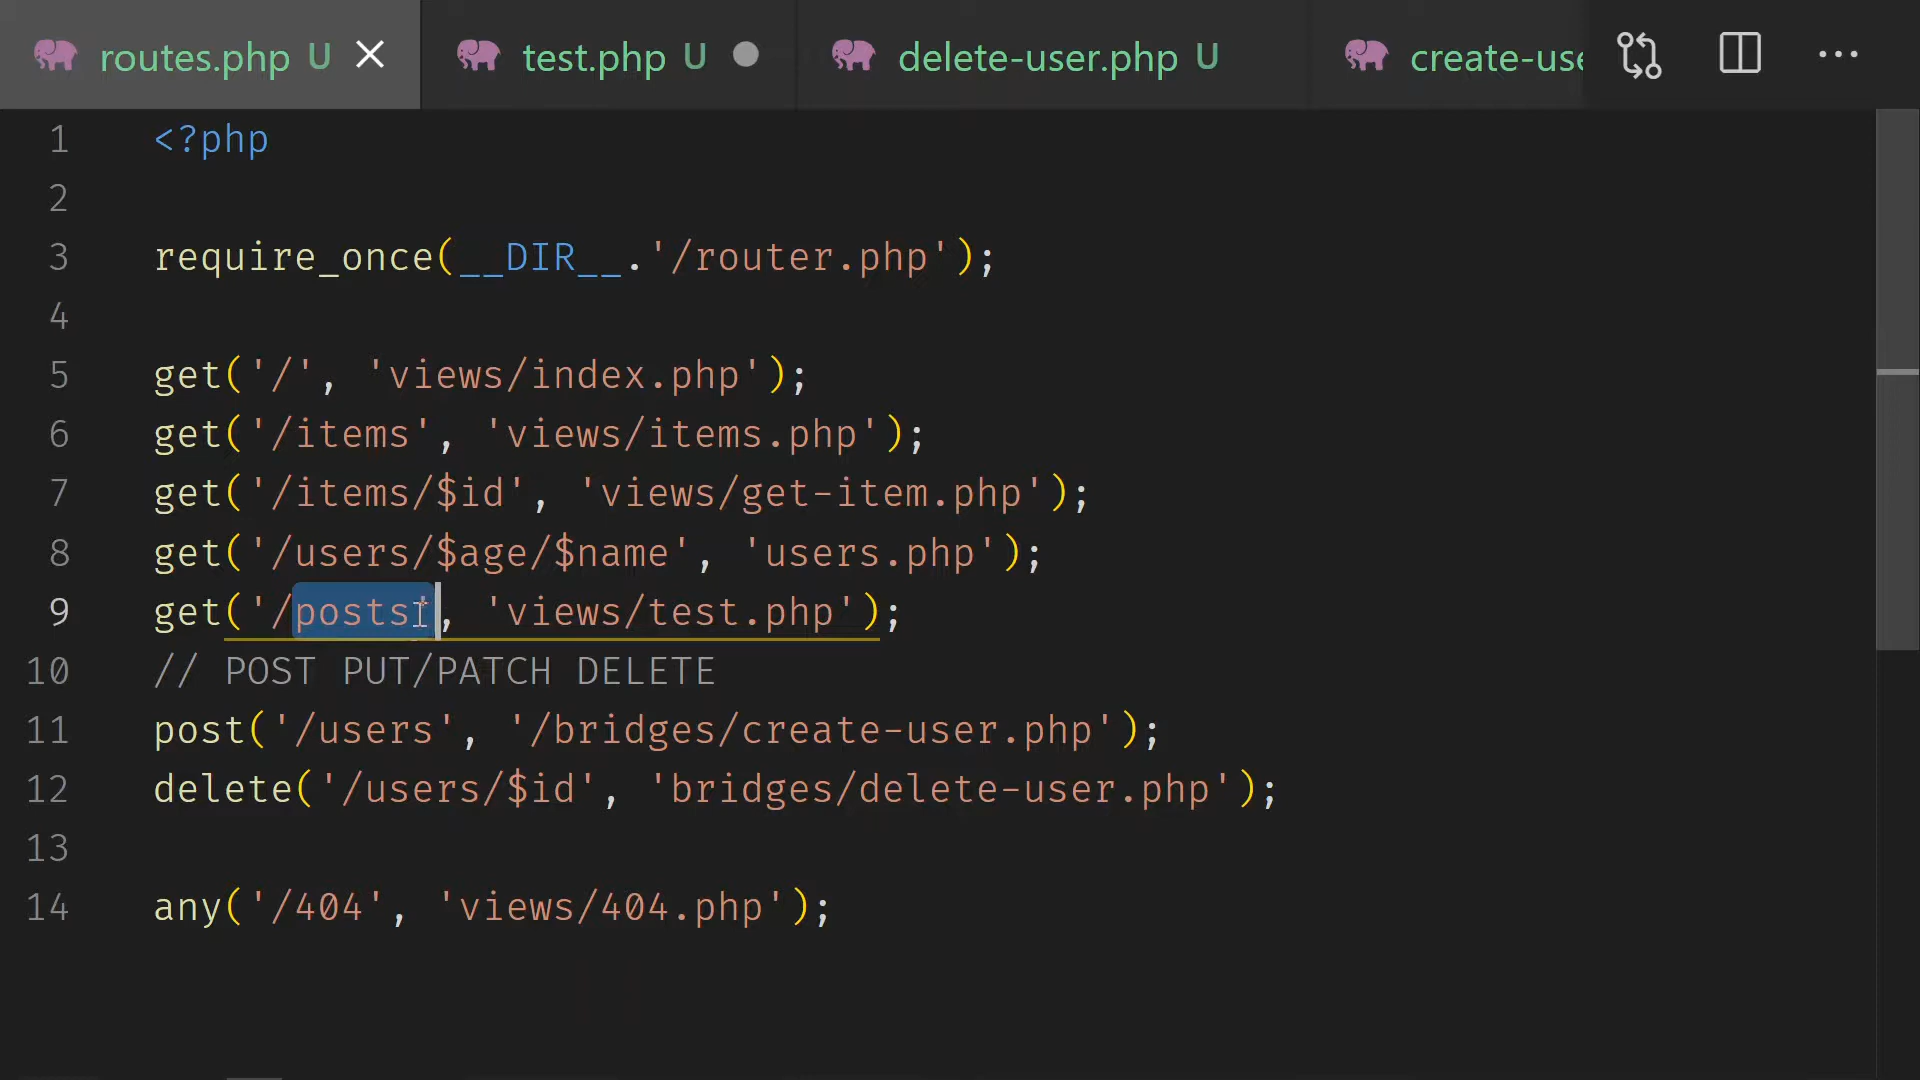 routes.php U test.php U delete-user.php U create-use
1 <?php
2
3 require_once(__DIR__.'/router.php');
4
5 get('/', 'views/index.php');
6 get('/items', 'views/items.php');
7 get('/items/$id', 'views/get-item.php');
8 get('/users/$age/$name', 'users.php');
9 get('/posts', 'views/test.php');
10 // POST PUT/PATCH DELETE
11 post('/users', '/bridges/create-user.php');
12 delete('/users/$id', 'bridges/delete-user.php');
13
14 any('/404', 'views/404.php');